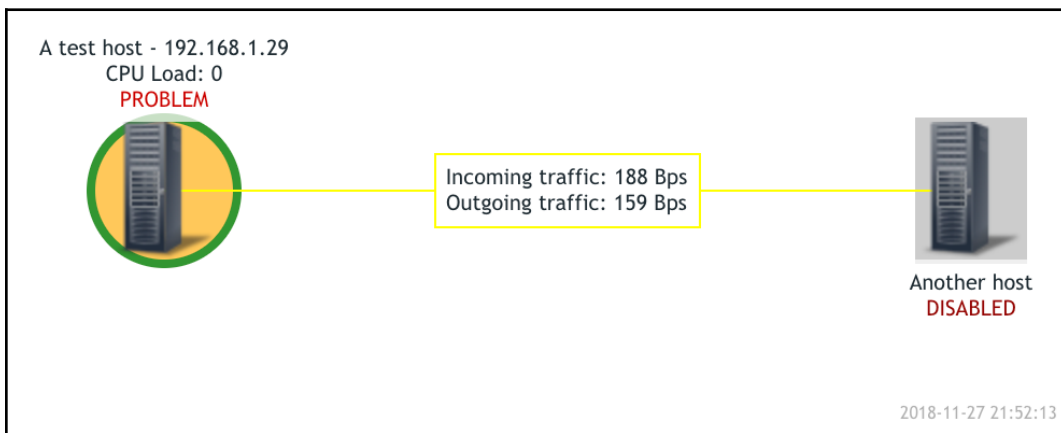 A test host - 192.168.1.29
CPU Load: 0
PROBLEM
Incoming traffic: 188 Bps
Outgoing traffic: 159 Bps
Another host
DISABLED
2018-11-27 21:52:13